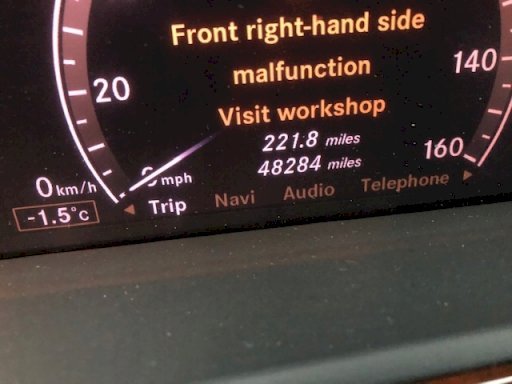 Front right-hand side
malfunction
Visit workshop
20
140
221.8 miles
48284 miles
160
0 km/h
0 mph
-1.5°C
Trip Navi Audio Telephone